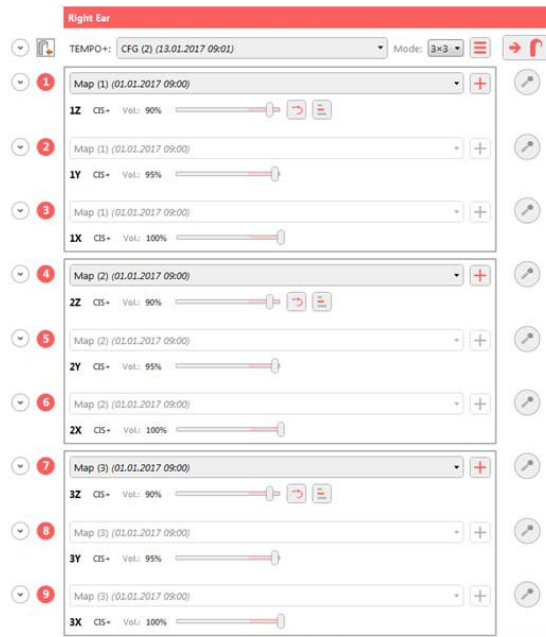 Right Ear
TEMPO+: CFG (2) (13.01.2017 09:01) Mode: 3×3
1 Map (1) (01.01.2017 09:00)
1Z CIS+ Vol.: 90%
2 Map (1) (01.01.2017 09:00)
1Y CIS+ Vol.: 95%
3 Map (1) (01.01.2017 09:00)
1X CIS+ Vol.: 100%
4 Map (2) (01.01.2017 09:00)
2Z CIS+ Vol.: 90%
5 Map (2) (01.01.2017 09:00)
2Y CIS+ Vol.: 95%
6 Map (2) (01.01.2017 09:00)
2X CIS+ Vol.: 100%
7 Map (3) (01.01.2017 09:00)
3Z CIS+ Vol.: 90%
8 Map (3) (01.01.2017 09:00)
3Y CIS+ Vol.: 95%
9 Map (3) (01.01.2017 09:00)
3X CIS+ Vol.: 100%